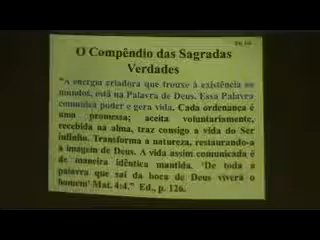 O Compêndio das Sagradas
Verdades
“A energia criadora que trouxe à existência os
mundos, está na Palavra de Deus. Essa Palavra
comunica poder e gera vida. Cada ordenança é
uma promessa; aceita voluntariamente,
recebida na alma, traz consigo a vida do Ser
infinito. Transforma a natureza, restaurando-a
à imagem de Deus. A vida assim comunicada é
de maneira idêntica mantida. ‘De toda a
palavra que sai da boca de Deus viverá o
homem’ Mat. 4:4.” Ed., p. 126.